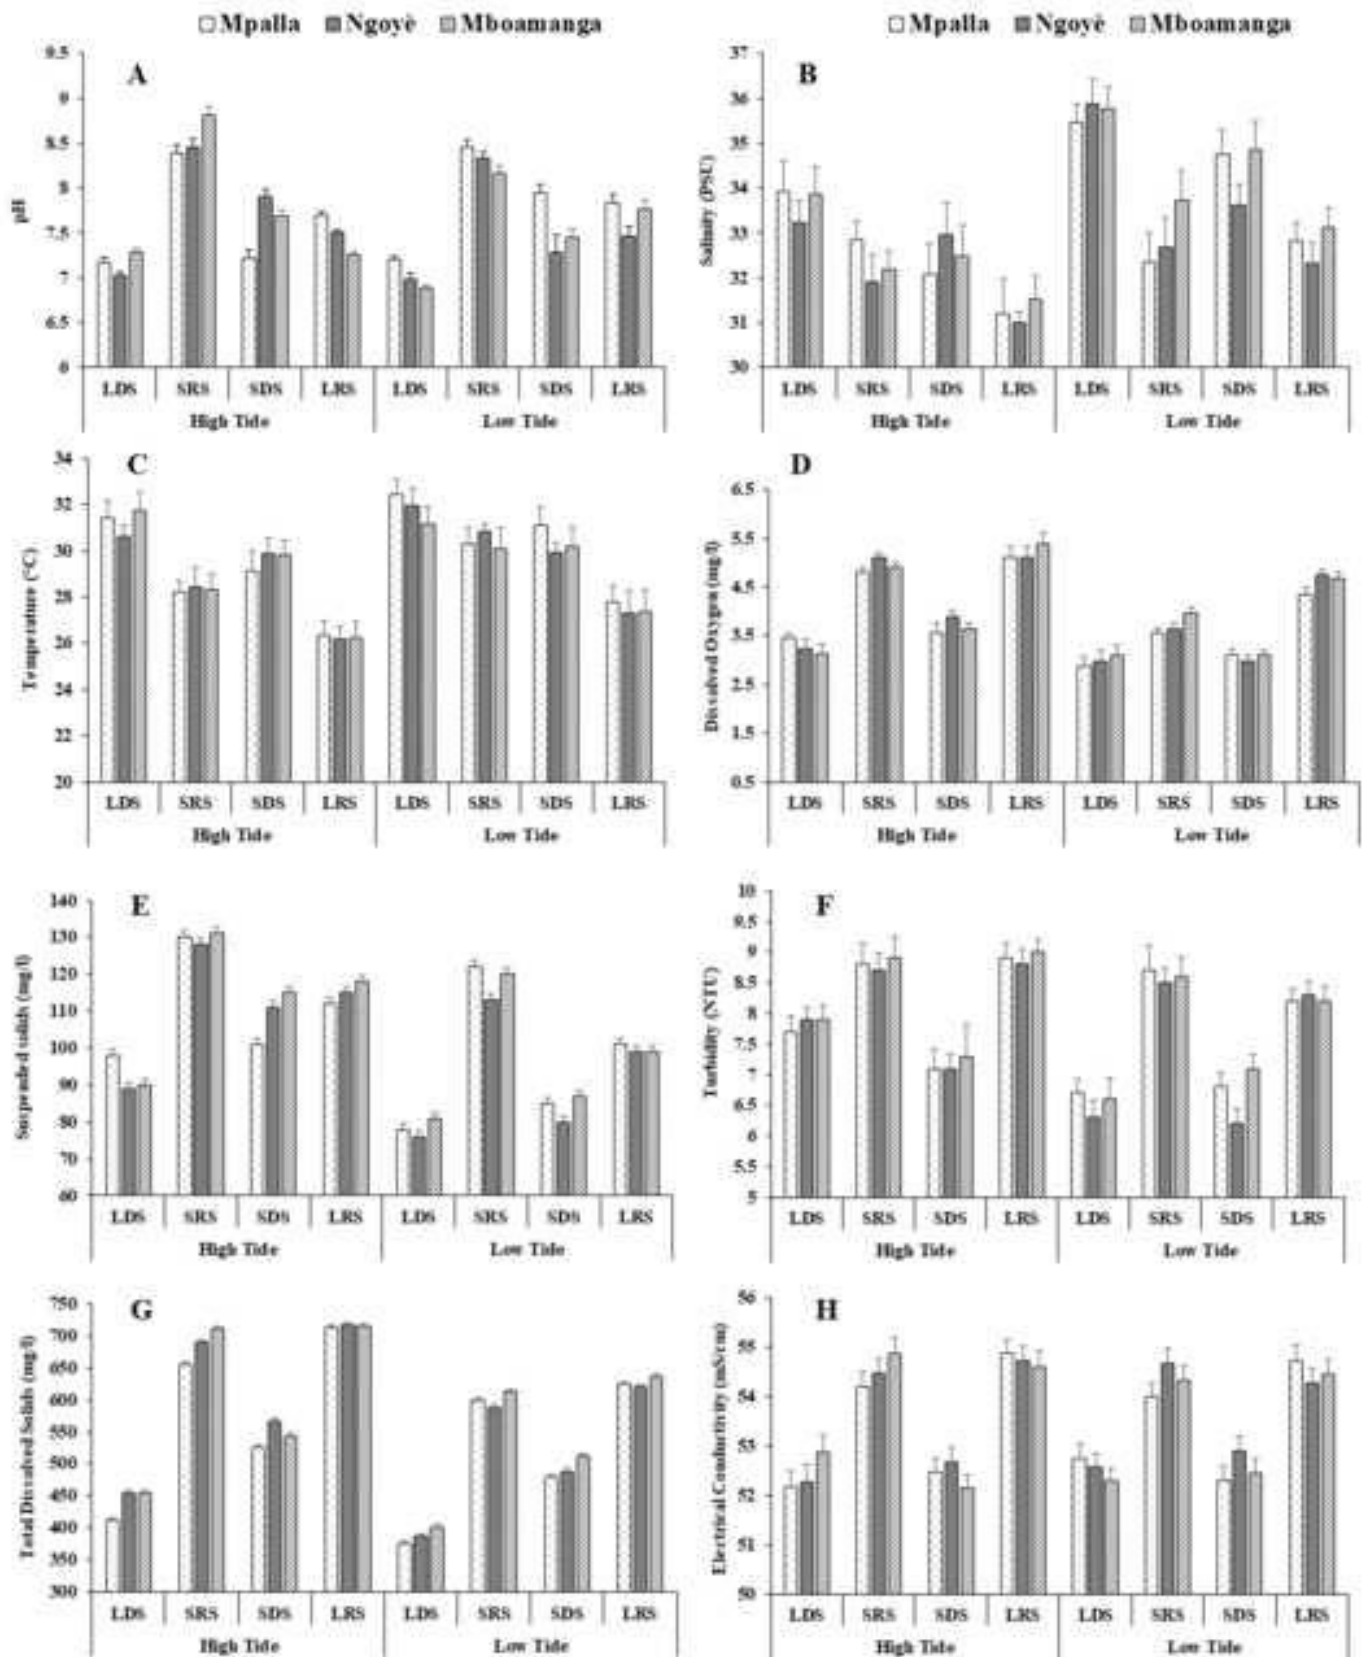 Mpalla Ngoyè Mboamanga
A
pH
9.5
9
8.5
8
7.5
7
6.5
6
LDS SRS SDS LRS LDS SRS SDS LRS
High Tide Low Tide
Mpalla Ngoyè Mboamanga
B
Salinity (PSU)
37
36
35
34
33
32
31
30
LDS SRS SDS LRS LDS SRS SDS LRS
High Tide Low Tide
C
Temperature (°C)
34
32
30
28
26
24
22
20
LDS SRS SDS LRS LDS SRS SDS LRS
High Tide Low Tide
D
Dissolved Oxygen (mg/l)
6.5
5.5
4.5
3.5
2.5
1.5
0.5
LDS SRS SDS LRS LDS SRS SDS LRS
High Tide Low Tide
E
Suspended solids (mg/l)
140
130
120
110
100
90
80
70
60
LDS SRS SDS LRS LDS SRS SDS LRS
High Tide Low Tide
F
Turbidity (NTU)
10
9.5
9
8.5
8
7.5
7
6.5
6
5.5
5
LDS SRS SDS LRS LDS SRS SDS LRS
High Tide Low Tide
G
Total Dissolved Solids (mg/l)
750
700
650
600
550
500
450
400
350
300
LDS SRS SDS LRS LDS SRS SDS LRS
High Tide Low Tide
H
Electrical Conductivity (mS/cm)
56
55
54
53
52
51
50
LDS SRS SDS LRS LDS SRS SDS LRS
High Tide Low Tide